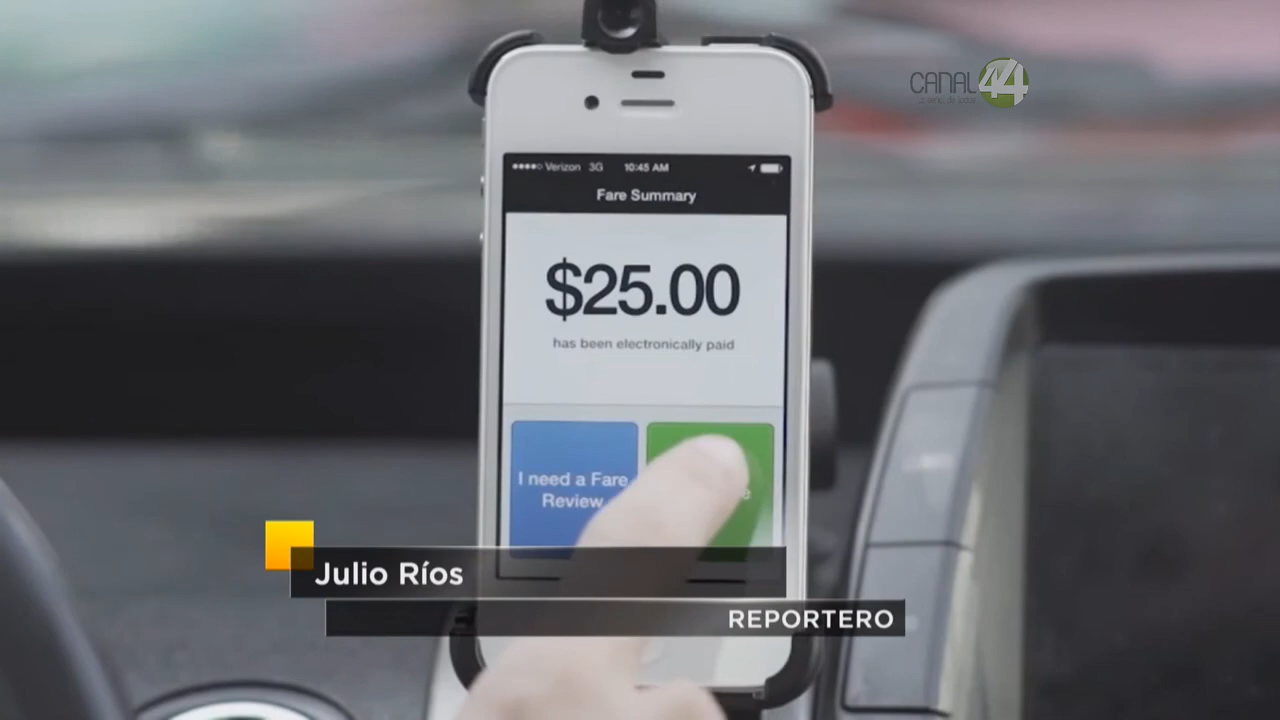 CANAL 44
Verizon 3G 10:45 AM
Fare Summary
$25.00
has been electronically paid
I need a Fare
Review
Julio Ríos
REPORTERO